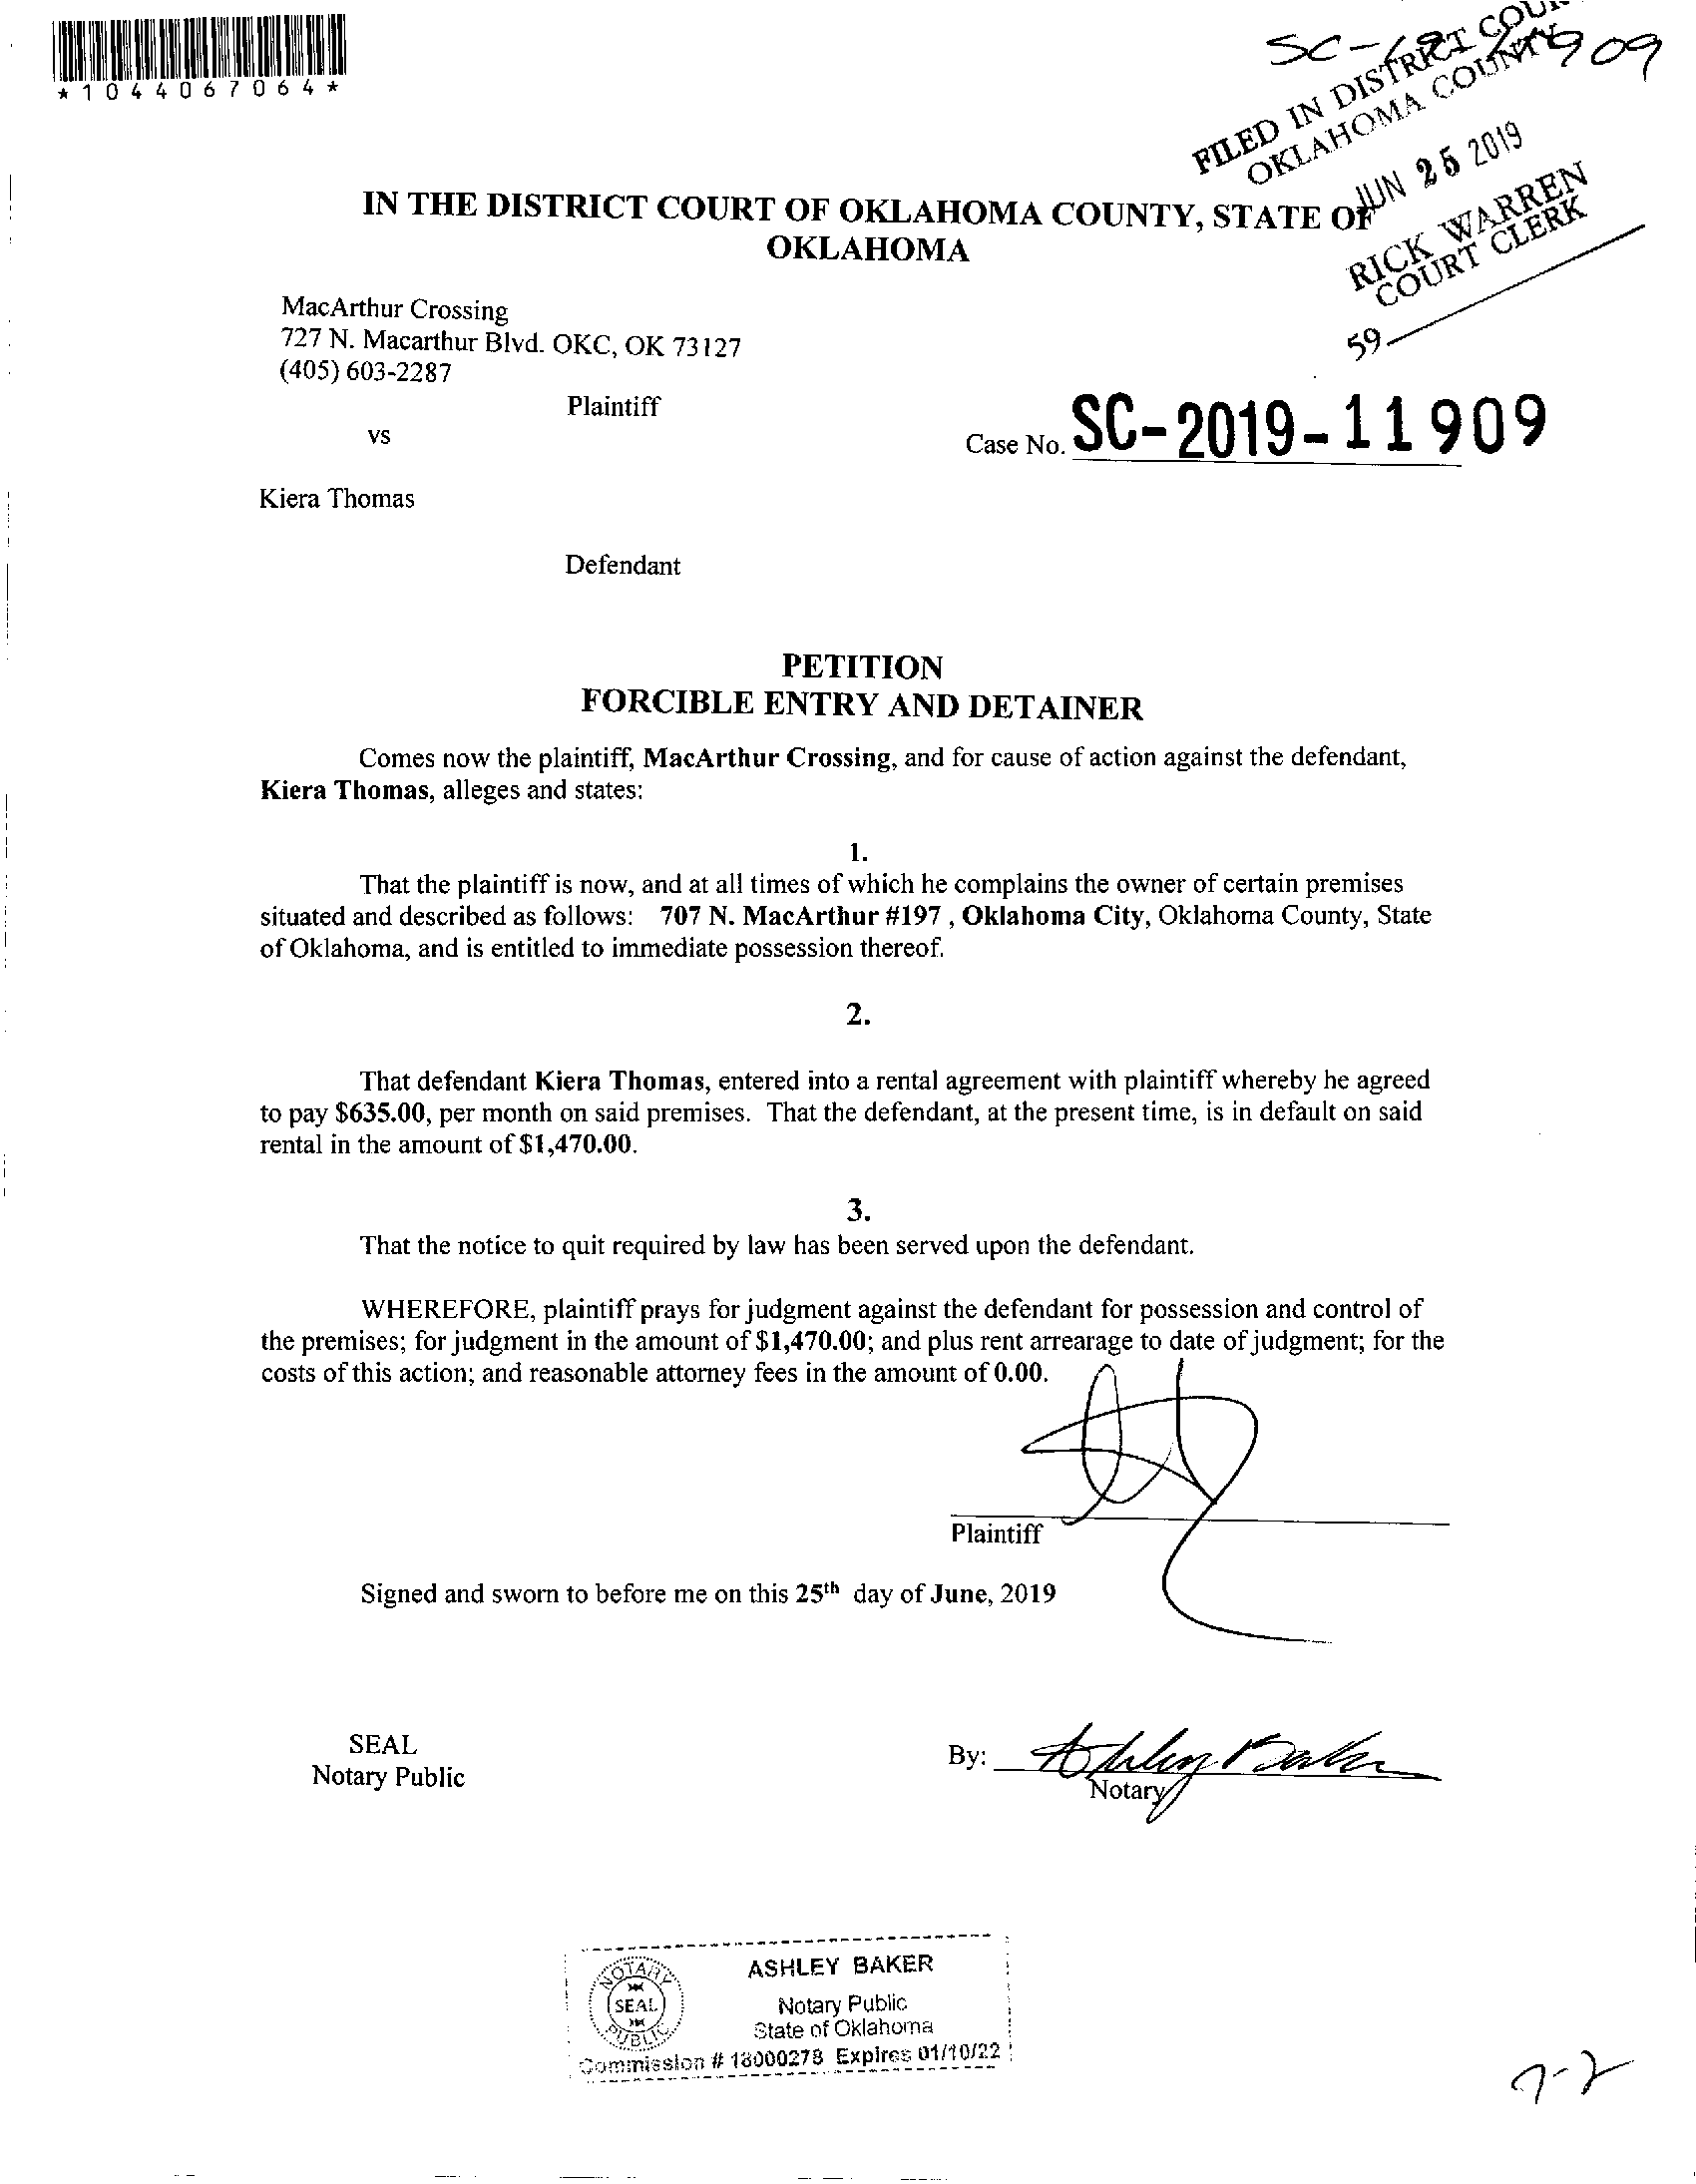 *1044067064*
FILED IN DISTRICT COU
OKLAHOMA COUNTY
JUN 25 2019
RICK WARREN
COURT CLERK
59
IN THE DISTRICT COURT OF OKLAHOMA COUNTY, STATE OF
OKLAHOMA
MacArthur Crossing
727 N. Macarthur Blvd. OKC, OK 73127
(405) 603-2287
Plaintiff
vs
Case No. SC-2019-11909
Kiera Thomas
Defendant
PETITION
FORCIBLE ENTRY AND DETAINER
Comes now the plaintiff, MacArthur Crossing, and for cause of action against the defendant,
Kiera Thomas, alleges and states:
1.
That the plaintiff is now, and at all times of which he complains the owner of certain premises
situated and described as follows: 707 N. MacArthur #197 , Oklahoma City, Oklahoma County, State
of Oklahoma, and is entitled to immediate possession thereof.
2.
That defendant Kiera Thomas, entered into a rental agreement with plaintiff whereby he agreed
to pay $635.00, per month on said premises. That the defendant, at the present time, is in default on said
rental in the amount of $1,470.00.
3.
That the notice to quit required by law has been served upon the defendant.
WHEREFORE, plaintiff prays for judgment against the defendant for possession and control of
the premises; for judgment in the amount of $1,470.00; and plus rent arrearage to date of judgment; for the
costs of this action; and reasonable attorney fees in the amount of 0.00.
Plaintiff
Signed and sworn to before me on this 25th day of June, 2019
SEAL
Notary Public
By: Ashley Baker
Notary
NOTARY
SEAL
PUBLIC
ASHLEY BAKER
Notary Public
State of Oklahoma
Commission # 18000278 Expires 01/10/22
7-2